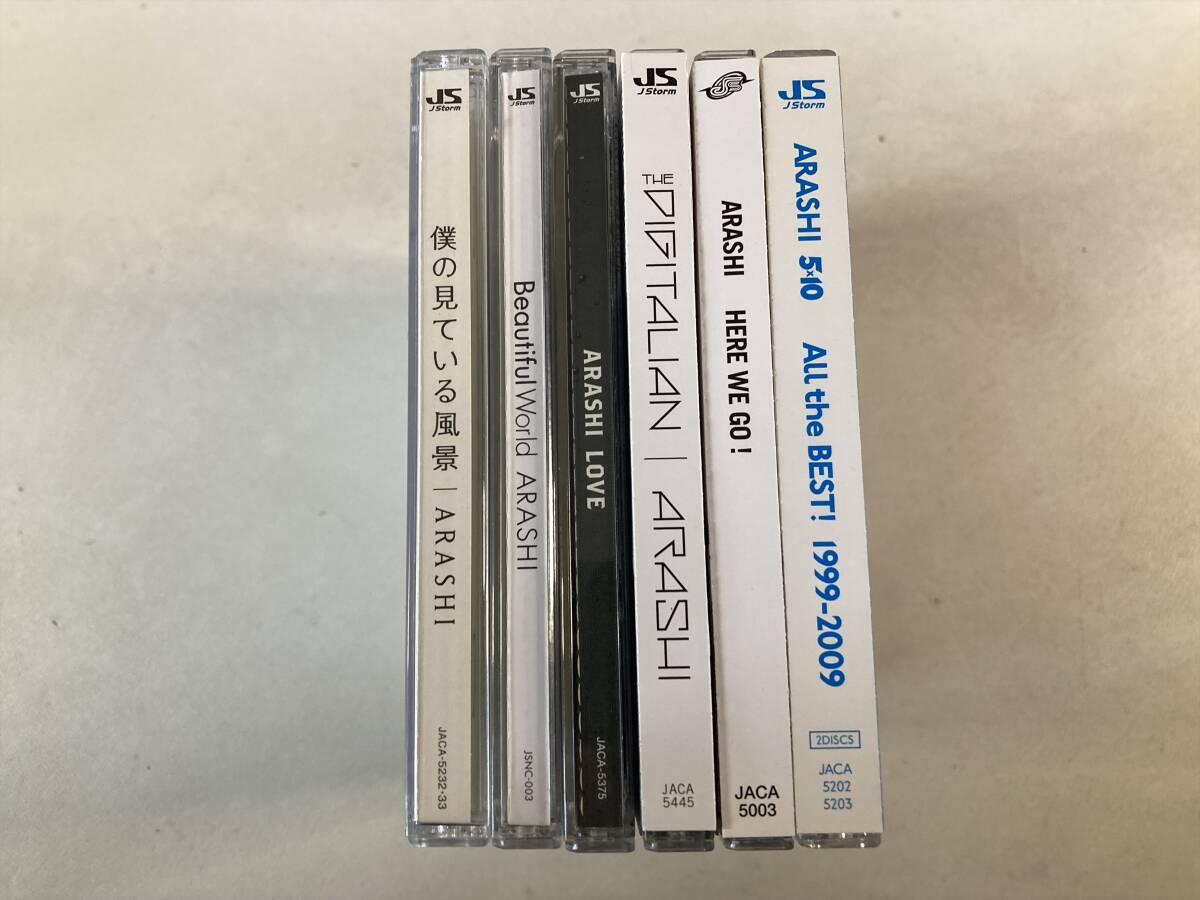 JS
J Storm
僕の見ている風景 | ARASHI
JACA-5232・33
JS
J Storm
Beautiful World ARASHI
JSNC-003
JS
J Storm
ARASHI LOVE
JACA-5375
JS
J Storm
THE DIGITALIAN | ARASHI
JACA
5445
ARASHI HERE WE GO!
JACA
5003
JS
J Storm
ARASHI 5×10 All the BEST! 1999-2009
2DISCS
JACA
5202
5203